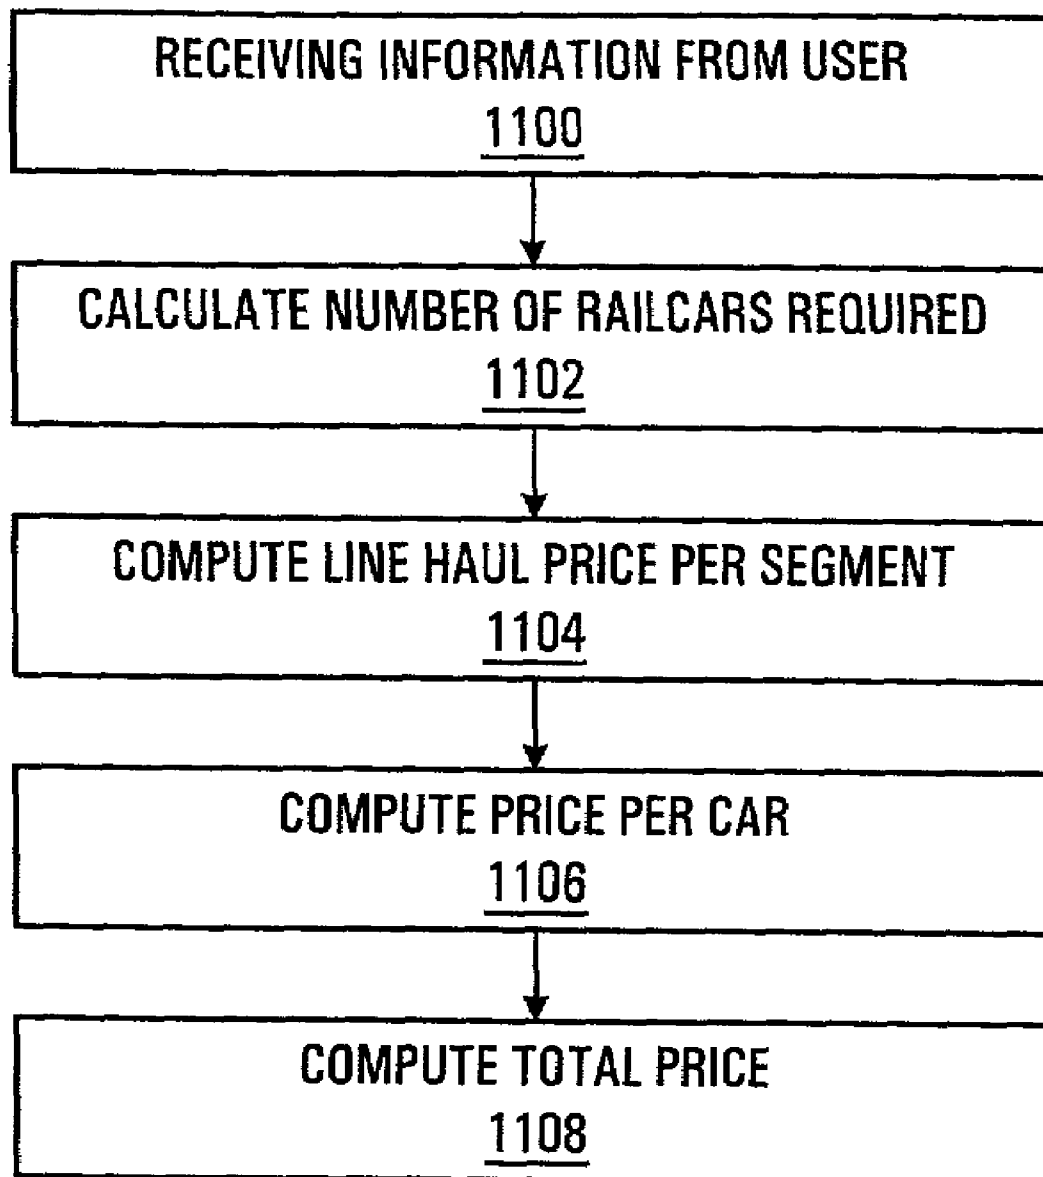 RECEIVING INFORMATION FROM USER
1100
CALCULATE NUMBER OF RAILCARS REQUIRED
1102
COMPUTE LINE HAUL PRICE PER SEGMENT
1104
COMPUTE PRICE PER CAR
1106
COMPUTE TOTAL PRICE
1108